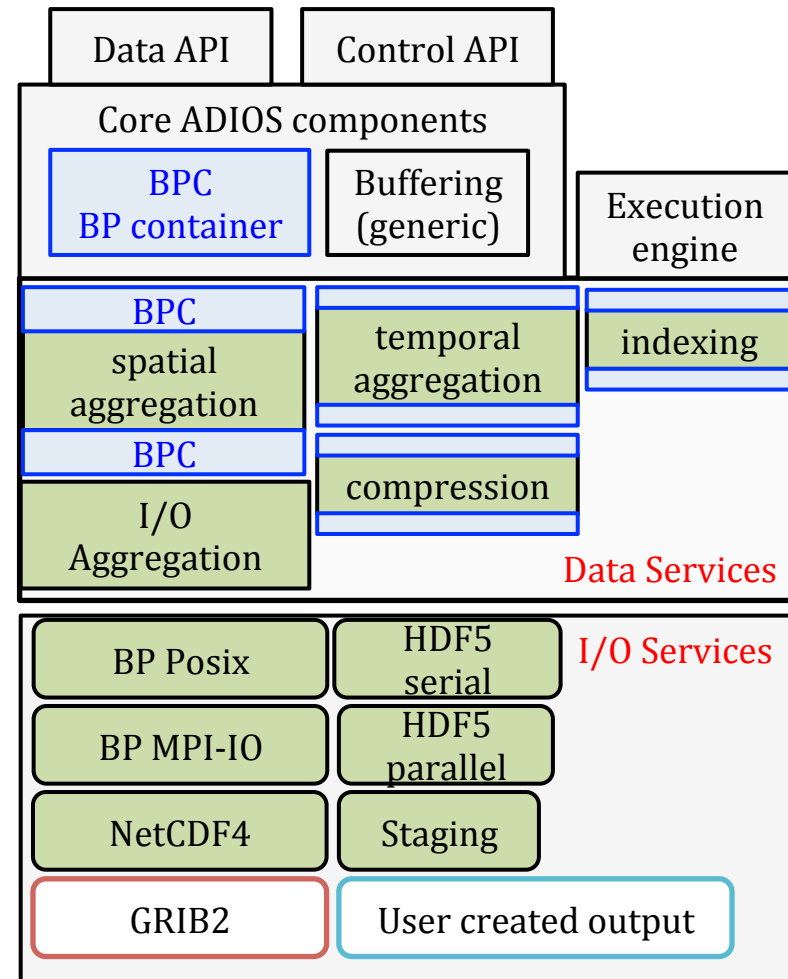 Data API
Control API
Core ADIOS components
BPC
BP container
Buffering
(generic)
Execution
engine
BPC
spatial
aggregation
BPC
I/O
Aggregation
temporal
aggregation
compression
indexing
Data Services
I/O Services
BP Posix
HDF5
serial
BP MPI-IO
HDF5
parallel
NetCDF4
Staging
GRIB2
User created output